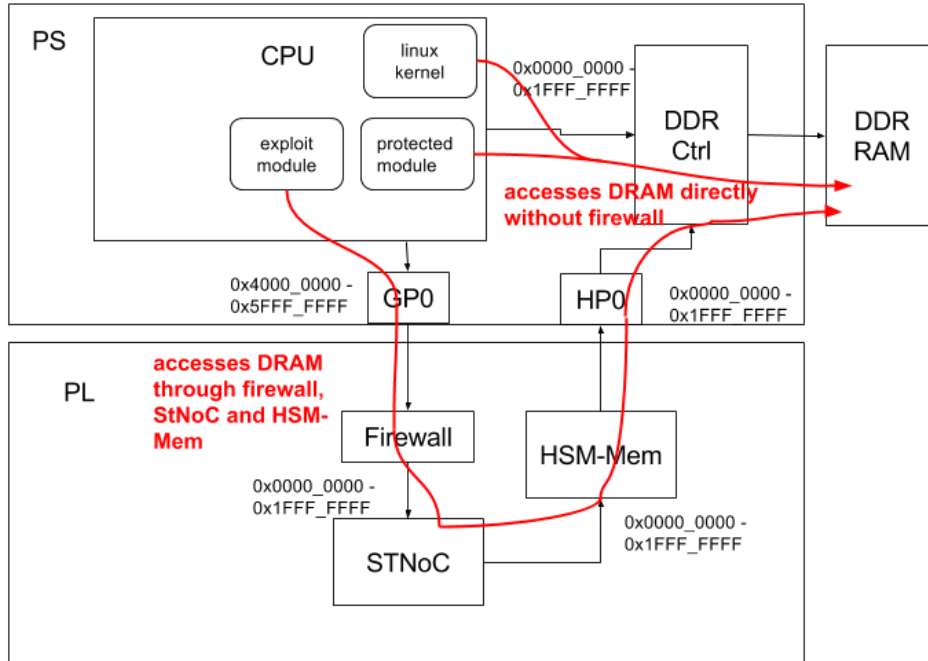 PS
CPU
linux
kernel
exploit
module
protected
module
0x0000_0000 -
0x1FFF_FFFF
DDR
Ctrl
DDR
RAM
accesses DRAM directly
without firewall
0x4000_0000 -
0x5FFF_FFFF
GP0
HP0
0x0000_0000 -
0x1FFF_FFFF
PL
accesses DRAM
through firewall,
StNoC and HSM-
Mem
Firewall
HSM-Mem
0x0000_0000 -
0x1FFF_FFFF
STNoC
0x0000_0000 -
0x1FFF_FFFF